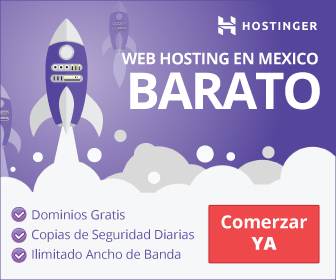 HOSTINGER
WEB HOSTING EN MEXICO
BARATO
Dominios Gratis
Copias de Seguridad Diarias
Ilimitado Ancho de Banda
Comerzar
YA